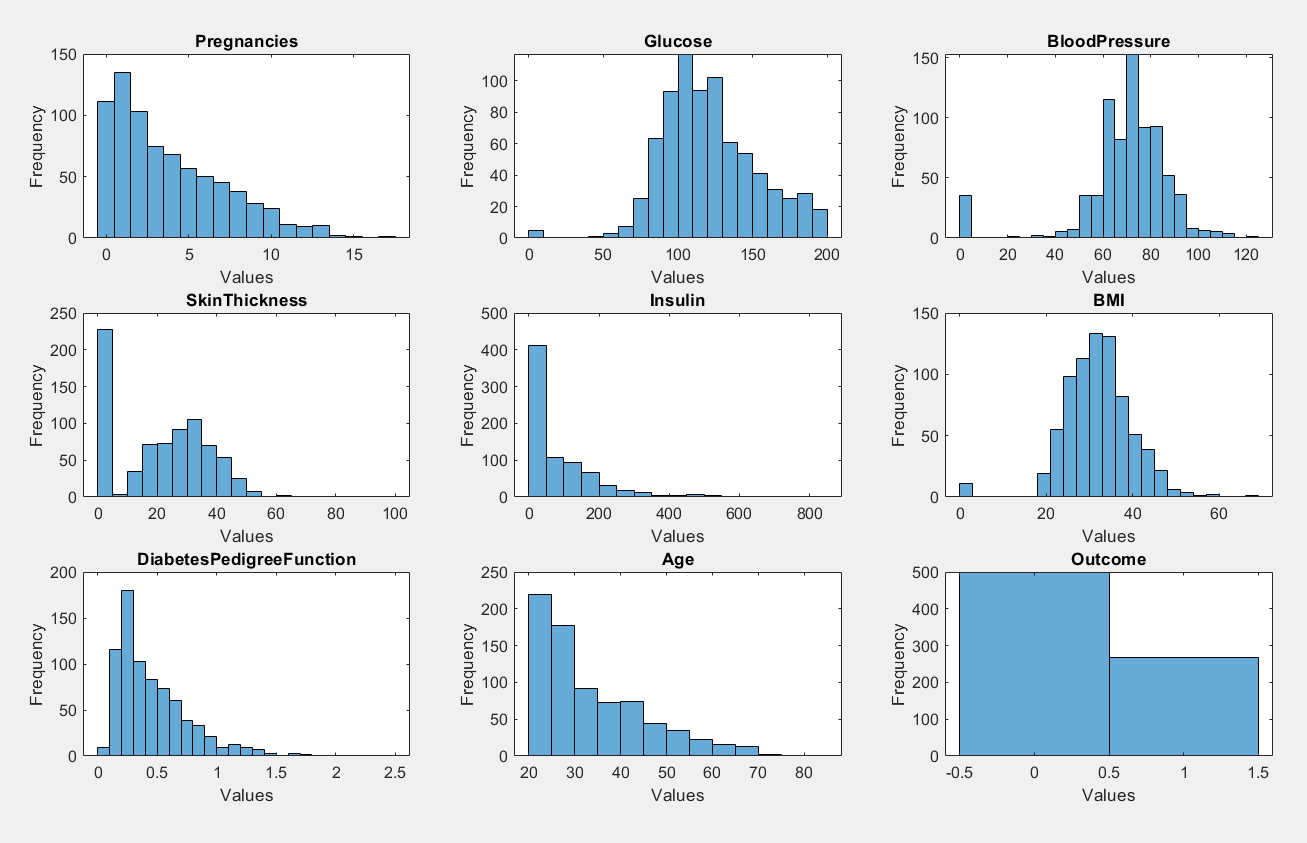 Pregnancies
150
100
50
0
Frequency
0 5 10 15
Values
Glucose
100
80
60
40
20
0
Frequency
0 50 100 150 200
Values
BloodPressure
150
100
50
0
Frequency
0 20 40 60 80 100 120
Values
SkinThickness
250
200
150
100
50
0
Frequency
0 20 40 60 80 100
Values
Insulin
500
400
300
200
100
0
Frequency
0 200 400 600 800
Values
BMI
150
100
50
0
Frequency
0 20 40 60
Values
DiabetesPedigreeFunction
200
150
100
50
0
Frequency
0 0.5 1 1.5 2 2.5
Values
Age
250
200
150
100
50
0
Frequency
20 30 40 50 60 70 80
Values
Outcome
500
400
300
200
100
0
Frequency
-0.5 0 0.5 1 1.5
Values